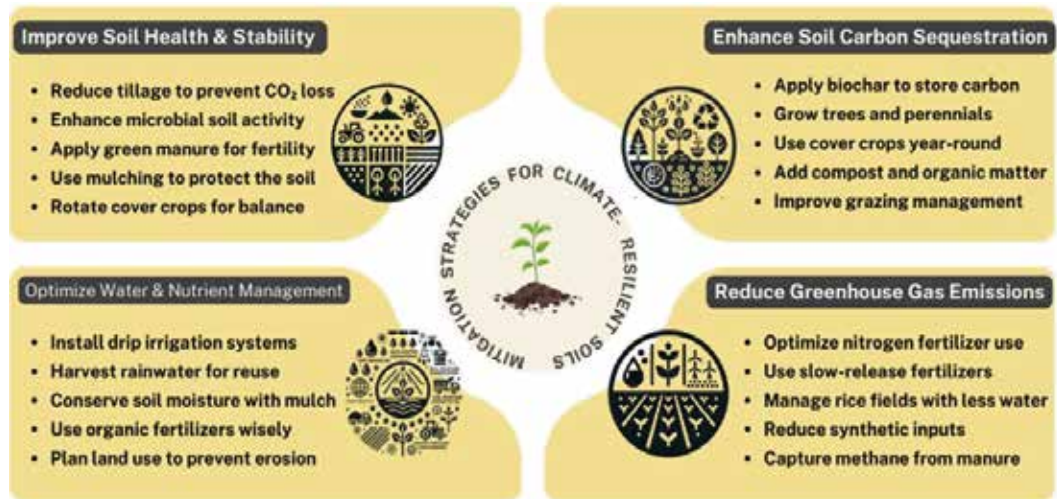 Improve Soil Health & Stability
• Reduce tillage to prevent CO₂ loss
• Enhance microbial soil activity
• Apply green manure for fertility
• Use mulching to protect the soil
• Rotate cover crops for balance
Enhance Soil Carbon Sequestration
• Apply biochar to store carbon
• Grow trees and perennials
• Use cover crops year-round
• Add compost and organic matter
• Improve grazing management
MITIGATION STRATEGIES FOR CLIMATE- RESILIENT SOILS
Optimize Water & Nutrient Management
• Install drip irrigation systems
• Harvest rainwater for reuse
• Conserve soil moisture with mulch
• Use organic fertilizers wisely
• Plan land use to prevent erosion
Reduce Greenhouse Gas Emissions
• Optimize nitrogen fertilizer use
• Use slow-release fertilizers
• Manage rice fields with less water
• Reduce synthetic inputs
• Capture methane from manure